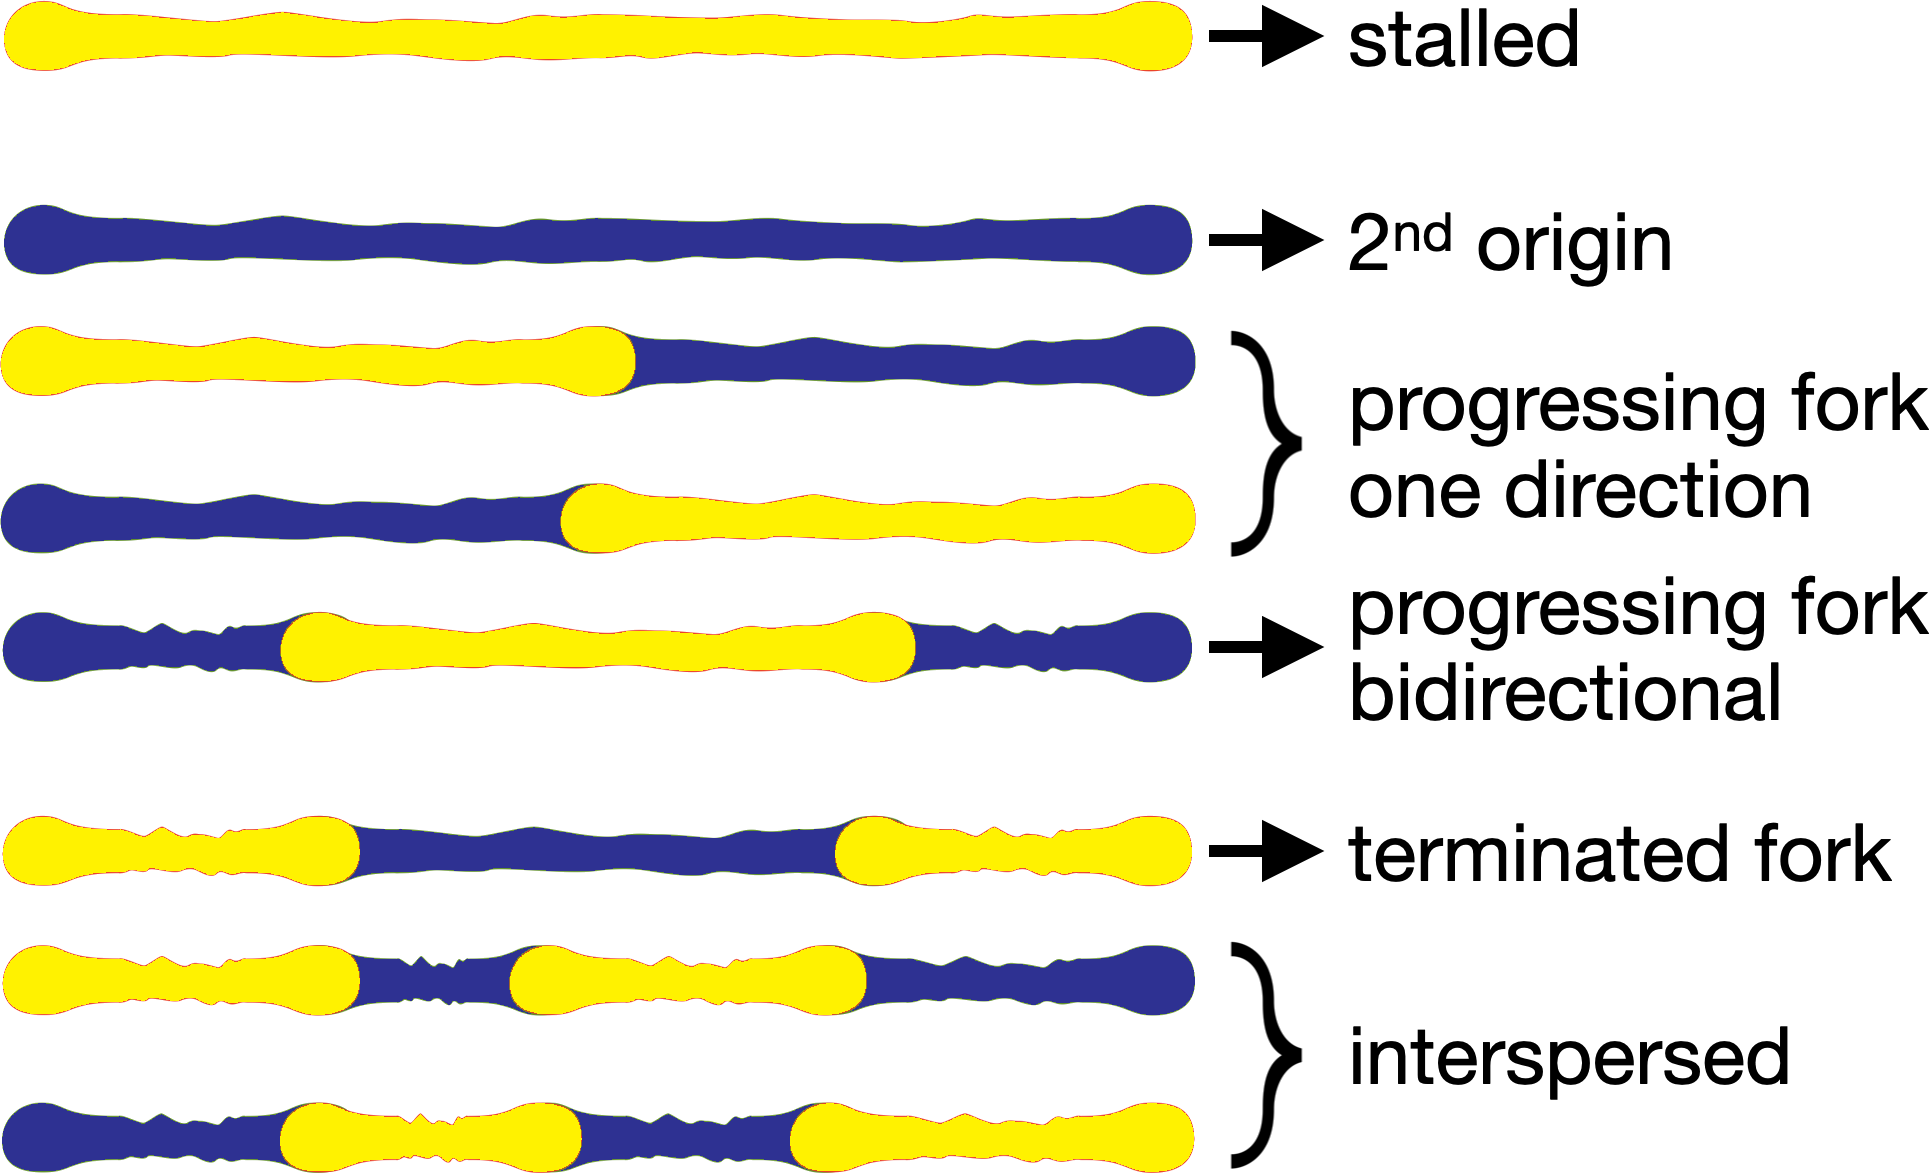 stalled
2nd origin
progressing fork
one direction
progressing fork
bidirectional
terminated fork
interspersed